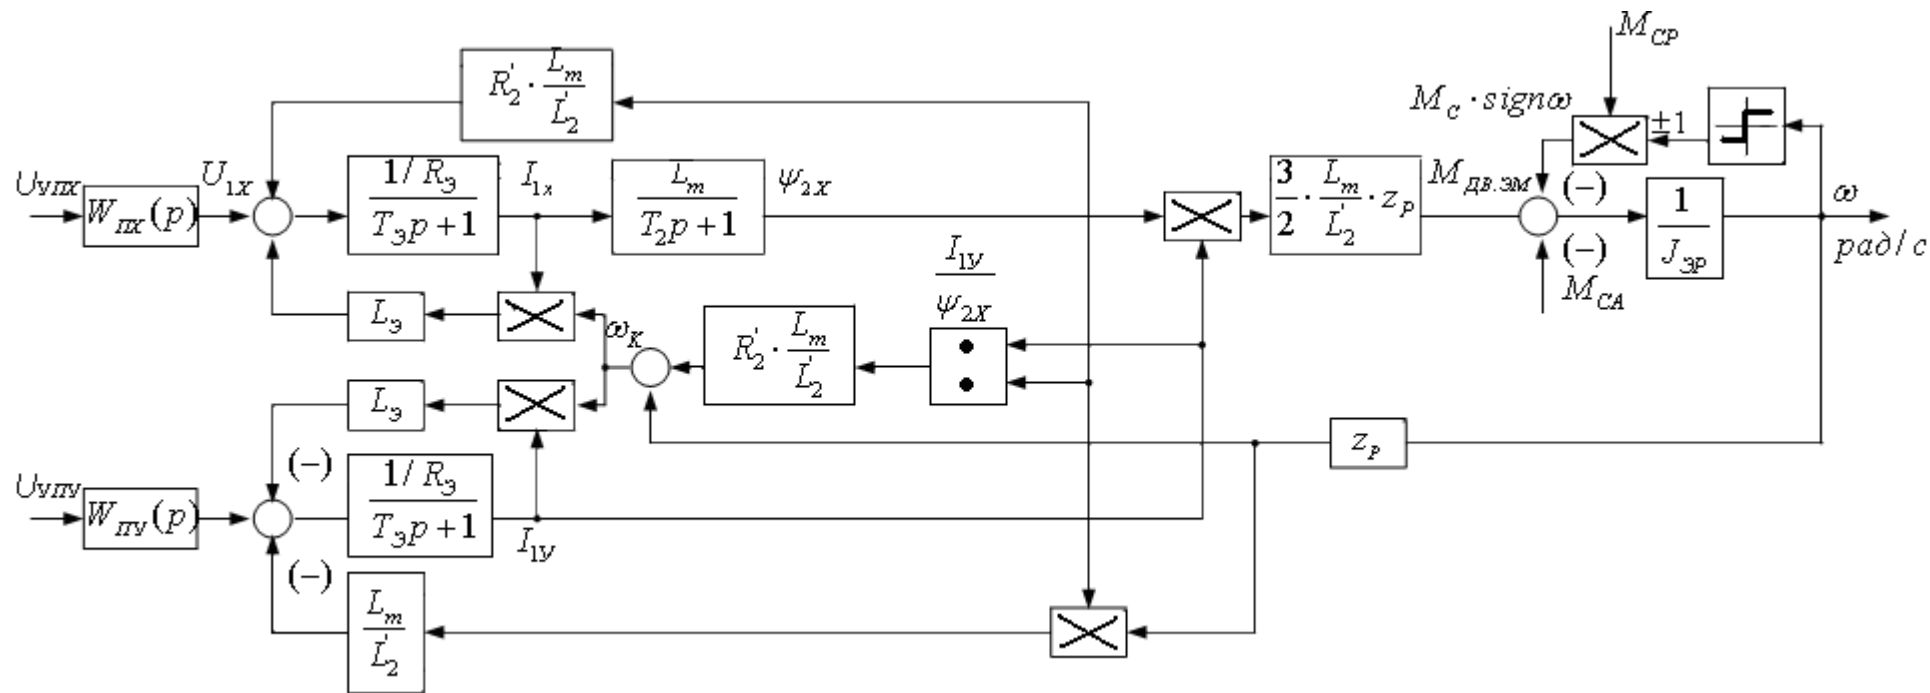 M_CP
R'_2 · L_m / L'_2
M_C · signω
±1
U_УПХ
W_ПХ(p)
U_1X
1/R_Э / T_Эp+1
I_1x
L_m / T_2p+1
ψ_2X
3/2 · L_m / L'_2 · z_P
M_ДВ.ЭМ
(−)
(−)
1 / J_ЭР
ω
рад/с
M_CA
L_Э
ω_K
R'_2 · L_m / L'_2
I_1У / ψ_2X
L_Э
z_P
U_УПУ
W_ПУ(p)
(−)
1/R_Э / T_Эp+1
I_1У
(−)
L_m / L'_2